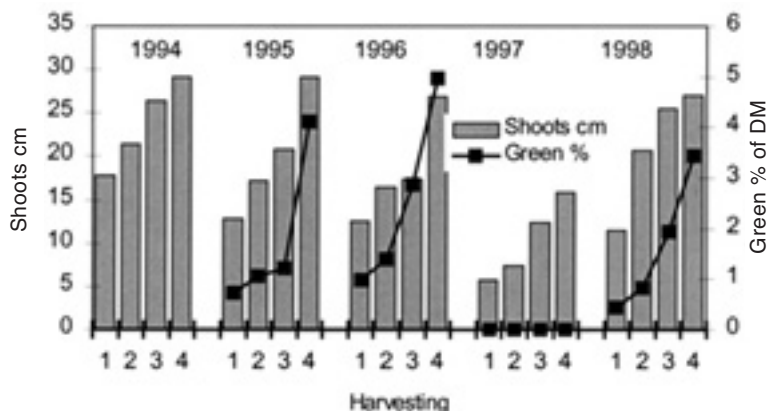 35
30
25
20
15
10
5
0
Shoots cm
1994 1995 1996 1997 1998
Shoots cm
Green %
6
5
4
3
2
1
0
Green % of DM
1 2 3 4 1 2 3 4 1 2 3 4 1 2 3 4 1 2 3 4
Harvesting